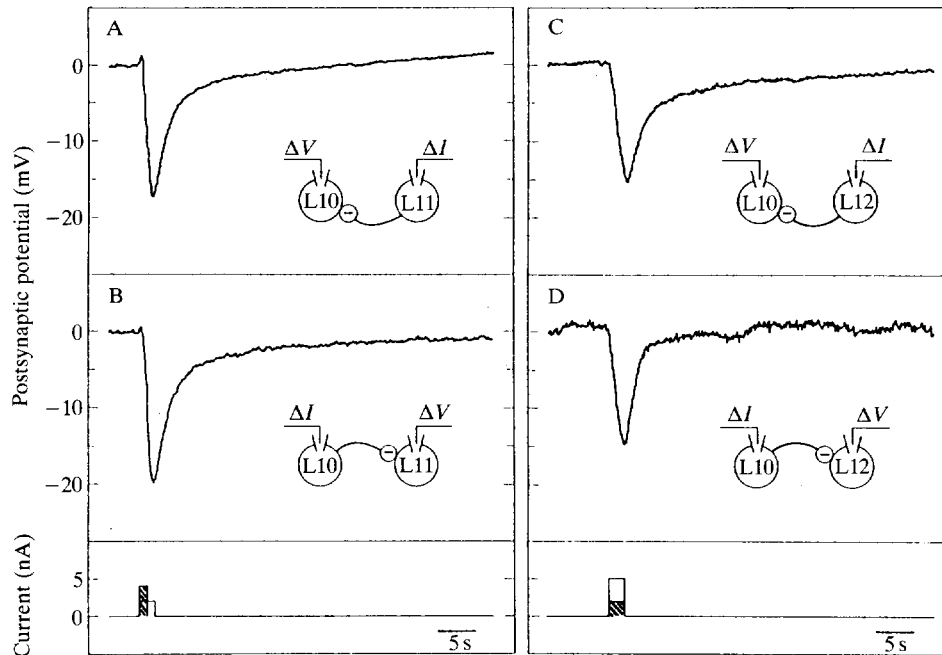 Postsynaptic potential (mV)
Current (nA)
A
0
−10
−20
ΔV
ΔI
L10
L11
−
B
0
−10
−20
ΔI
ΔV
L10
L11
−
5
0
5 s
C
ΔV
ΔI
L10
L12
−
D
ΔI
ΔV
L10
L12
−
5 s